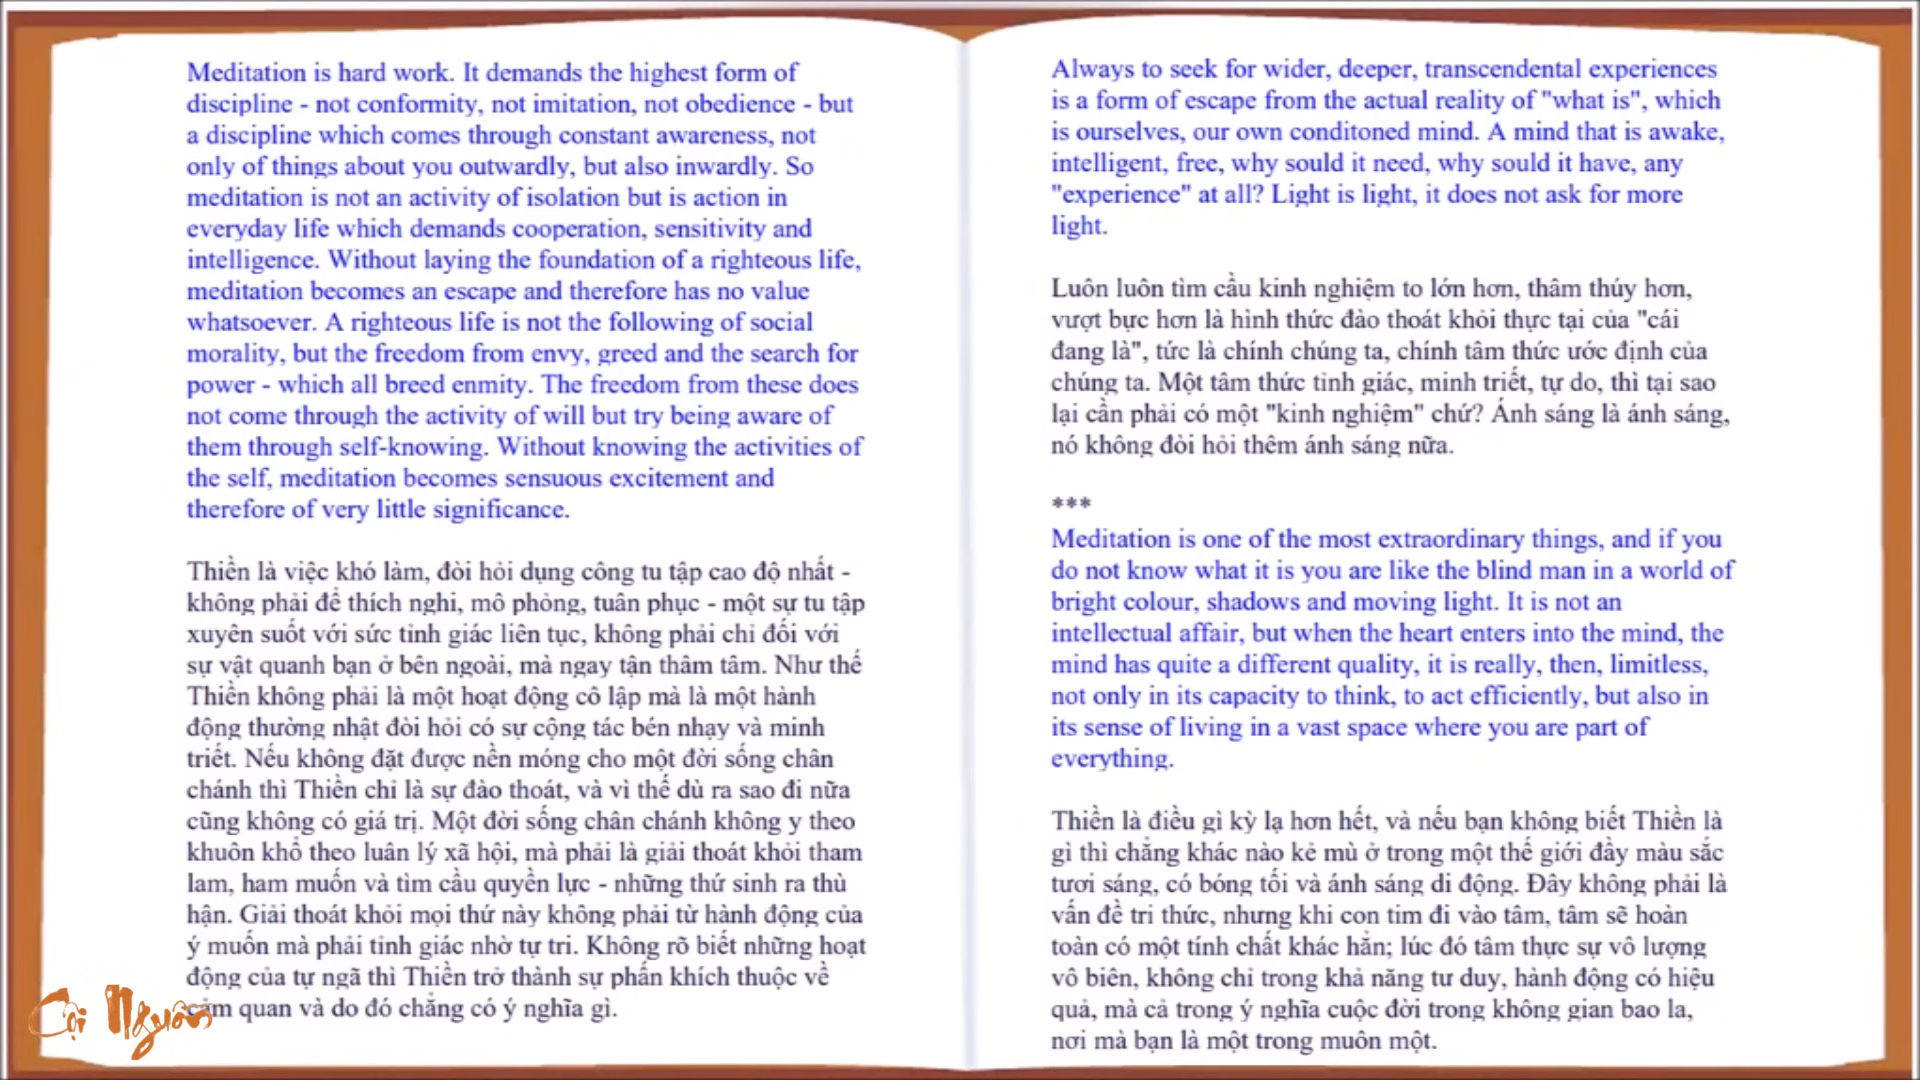 Meditation is hard work. It demands the highest form of
discipline - not conformity, not imitation, not obedience - but
a discipline which comes through constant awareness, not
only of things about you outwardly, but also inwardly. So
meditation is not an activity of isolation but is action in
everyday life which demands cooperation, sensitivity and
intelligence. Without laying the foundation of a righteous life,
meditation becomes an escape and therefore has no value
whatsoever. A righteous life is not the following of social
morality, but the freedom from envy, greed and the search for
power - which all breed enmity. The freedom from these does
not come through the activity of will but try being aware of
them through self-knowing. Without knowing the activities of
the self, meditation becomes sensuous excitement and
therefore of very little significance.
Thiền là việc khó làm, đòi hỏi dụng công tu tập cao độ nhất -
không phải để thích nghi, mô phỏng, tuân phục - một sự tu tập
xuyên suốt với sức tỉnh giác liên tục, không phải chỉ đối với
sự vật quanh bạn ở bên ngoài, mà ngay tận thâm tâm. Như thế
Thiền không phải là một hoạt động cô lập mà là một hành
động thường nhật đòi hỏi có sự cộng tác bén nhạy và minh
triết. Nếu không đặt được nền móng cho một đời sống chân
chánh thì Thiền chỉ là sự đào thoát, và vì thế dù ra sao đi nữa
cũng không có giá trị. Một đời sống chân chánh không y theo
khuôn khổ theo luân lý xã hội, mà phải là giải thoát khỏi tham
lam, ham muốn và tìm cầu quyền lực - những thứ sinh ra thù
hận. Giải thoát khỏi mọi thứ này không phải từ hành động của
ý muốn mà phải tỉnh giác nhờ tự tri. Không rõ biết những hoạt
động của tự ngã thì Thiền trở thành sự phấn khích thuộc về
cảm quan và do đó chẳng có ý nghĩa gì.
Cội Nguồn
Always to seek for wider, deeper, transcendental experiences
is a form of escape from the actual reality of "what is", which
is ourselves, our own conditoned mind. A mind that is awake,
intelligent, free, why sould it need, why sould it have, any
"experience" at all? Light is light, it does not ask for more
light.
Luôn luôn tìm cầu kinh nghiệm to lớn hơn, thâm thúy hơn,
vượt bực hơn là hình thức đào thoát khỏi thực tại của "cái
đang là", tức là chính chúng ta, chính tâm thức ước định của
chúng ta. Một tâm thức tỉnh giác, minh triết, tự do, thì tại sao
lại cần phải có một "kinh nghiệm" chứ? Ánh sáng là ánh sáng,
nó không đòi hỏi thêm ánh sáng nữa.
***
Meditation is one of the most extraordinary things, and if you
do not know what it is you are like the blind man in a world of
bright colour, shadows and moving light. It is not an
intellectual affair, but when the heart enters into the mind, the
mind has quite a different quality, it is really, then, limitless,
not only in its capacity to think, to act efficiently, but also in
its sense of living in a vast space where you are part of
everything.
Thiền là điều gì kỳ lạ hơn hết, và nếu bạn không biết Thiền là
gì thì chẳng khác nào kẻ mù ở trong một thế giới đầy màu sắc
tươi sáng, có bóng tối và ánh sáng di động. Đây không phải là
vấn đề tri thức, nhưng khi con tim đi vào tâm, tâm sẽ hoàn
toàn có một tính chất khác hẳn; lúc đó tâm thực sự vô lượng
vô biên, không chỉ trong khả năng tư duy, hành động có hiệu
quả, mà cả trong ý nghĩa cuộc đời trong không gian bao la,
nơi mà bạn là một trong muôn một.